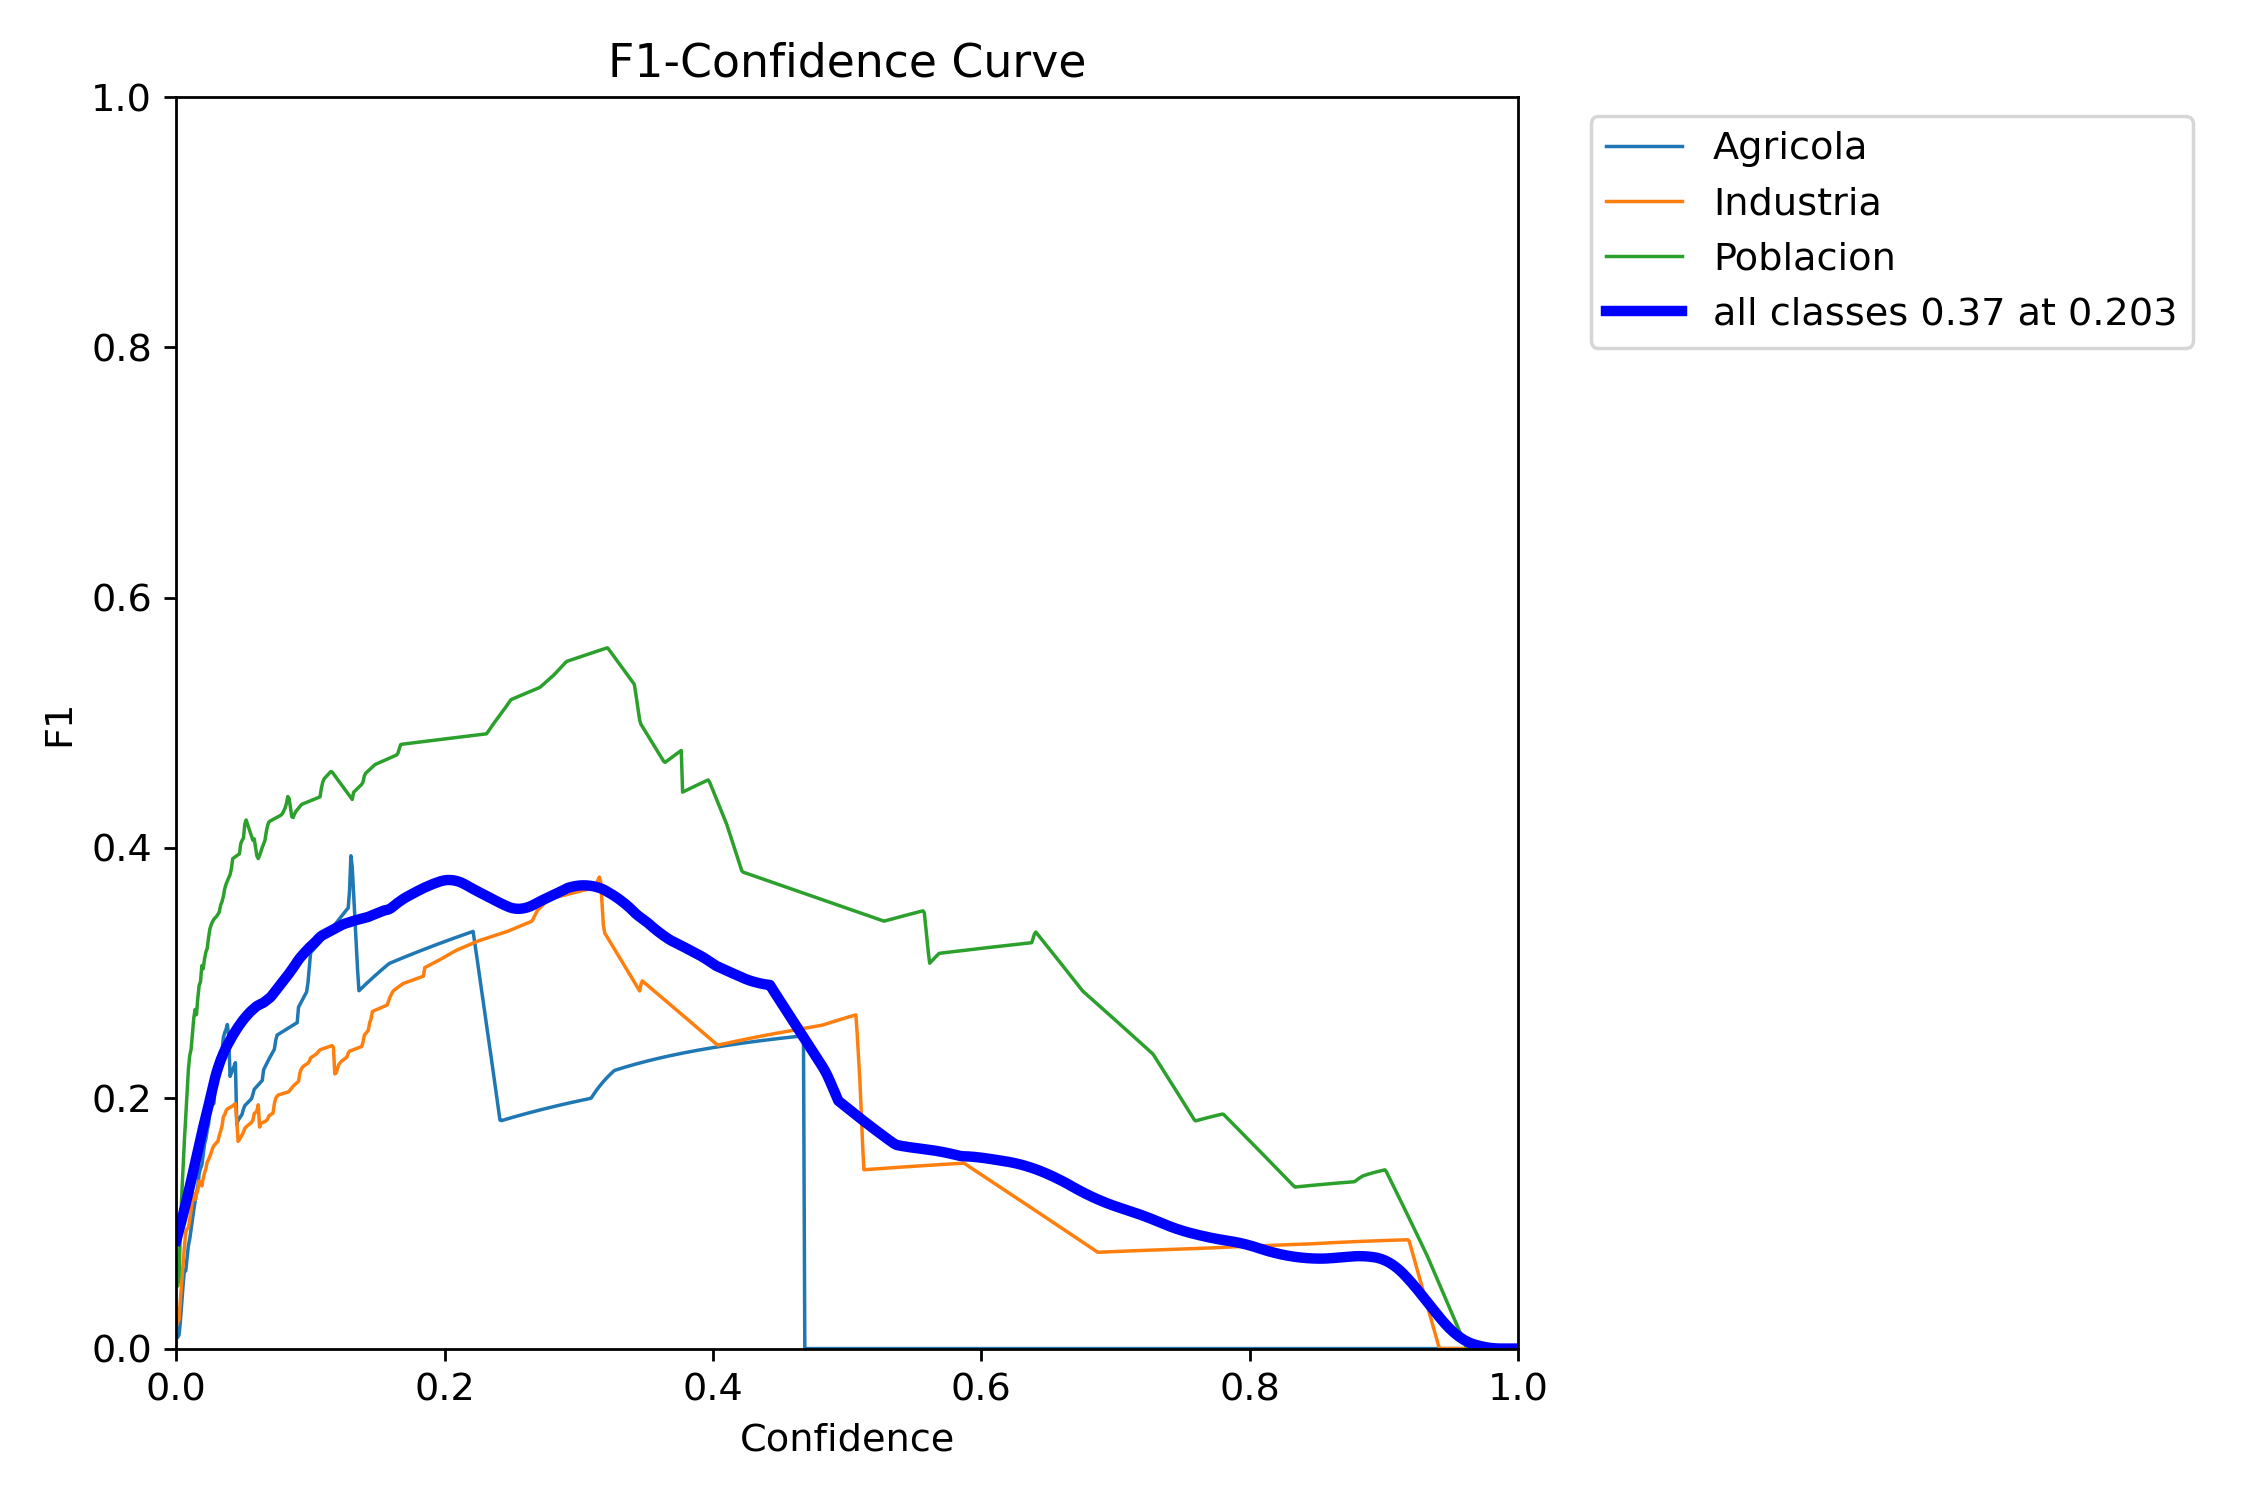 F1-Confidence Curve
1.0
0.8
0.6
0.4
0.2
0.0
F1
0.0 0.2 0.4 0.6 0.8 1.0
Confidence
Agricola
Industria
Poblacion
all classes 0.37 at 0.203